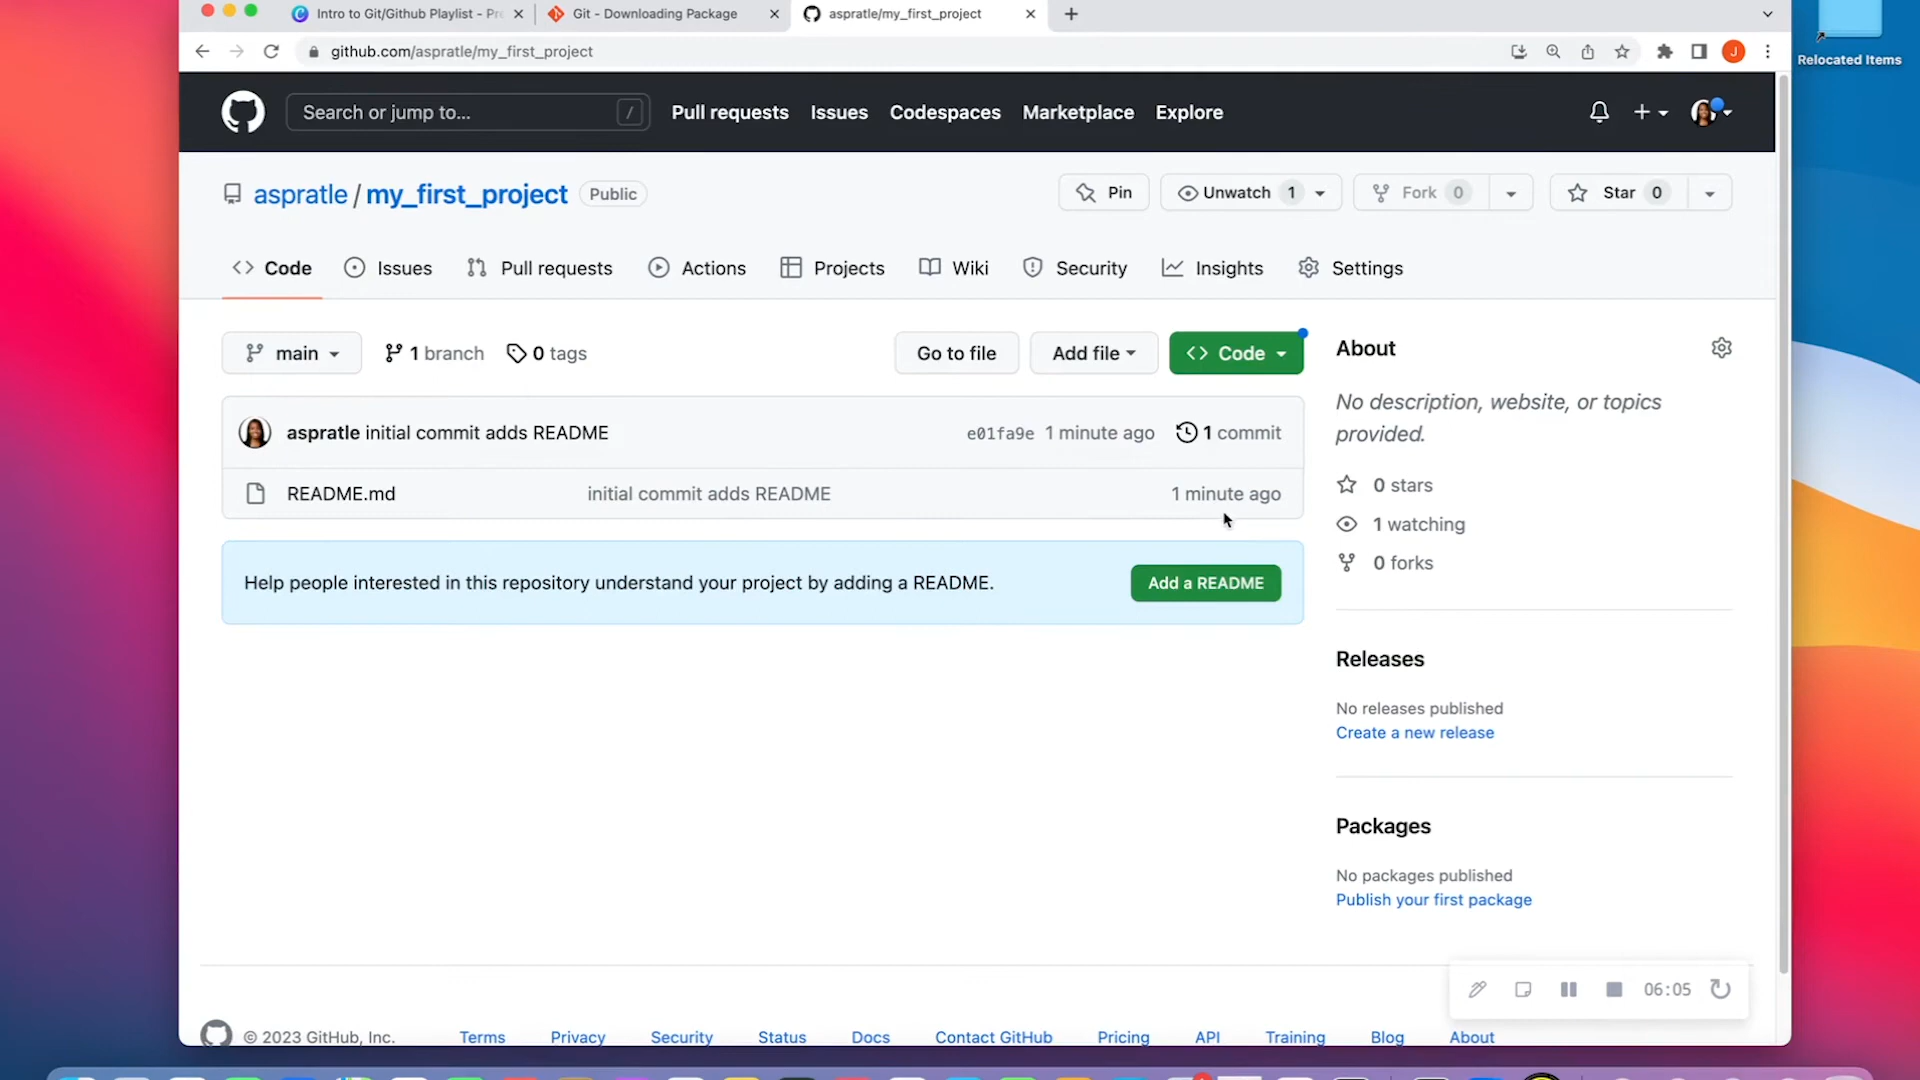 Intro to Git/Github Playlist - Pr
Git - Downloading Package
aspratle/my_first_project
github.com/aspratle/my_first_project
J
Relocated Items
Search or jump to...
/
Pull requests
Issues
Codespaces
Marketplace
Explore
aspratle / my_first_project
Public
Pin
Unwatch 1
Fork 0
Star 0
Code
Issues
Pull requests
Actions
Projects
Wiki
Security
Insights
Settings
main
1 branch
0 tags
Go to file
Add file
Code
About
No description, website, or topics
provided.
aspratle initial commit adds README
e01fa9e 1 minute ago
1 commit
README.md
initial commit adds README
1 minute ago
0 stars
1 watching
0 forks
Help people interested in this repository understand your project by adding a README.
Add a README
Releases
No releases published
Create a new release
Packages
No packages published
Publish your first package
06:05
© 2023 GitHub, Inc.
Terms
Privacy
Security
Status
Docs
Contact GitHub
Pricing
API
Training
Blog
About